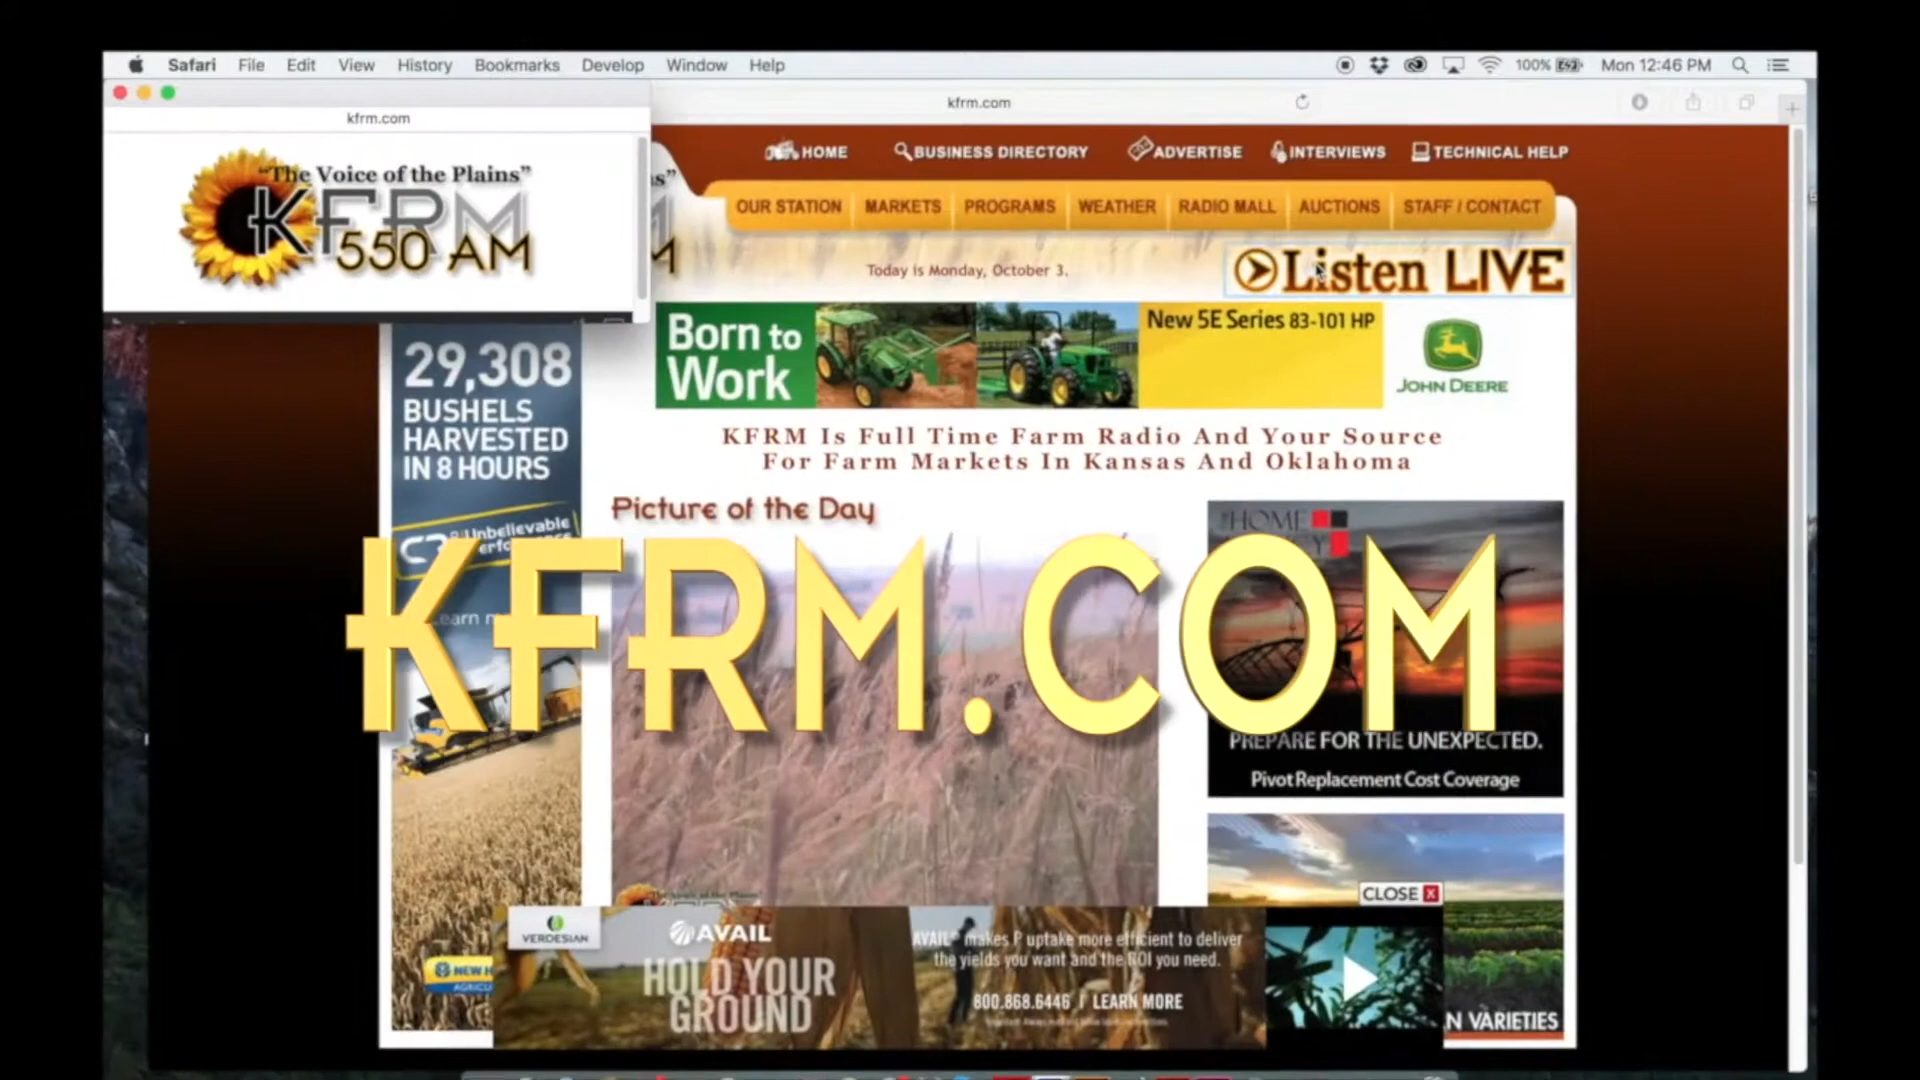 Safari File Edit View History Bookmarks Develop Window Help
100%
Mon 12:46 PM
kfrm.com
kfrm.com
"The Voice of the Plains"
KFRM
550 AM
HOME
BUSINESS DIRECTORY
ADVERTISE
INTERVIEWS
TECHNICAL HELP
OUR STATION
MARKETS
PROGRAMS
WEATHER
RADIO MALL
AUCTIONS
STAFF / CONTACT
Today is Monday, October 3.
Listen LIVE
Born to
Work
New 5E Series 83-101 HP
JOHN DEERE
29,308
BUSHELS
HARVESTED
IN 8 HOURS
Unbelievable
KFRM Is Full Time Farm Radio And Your Source
For Farm Markets In Kansas And Oklahoma
Picture of the Day
HOME
KFRM.COM
PREPARE FOR THE UNEXPECTED.
Pivot Replacement Cost Coverage
CLOSE X
VERDESIAN
AVAIL
HOLD YOUR
GROUND
AVAIL® makes P uptake more efficient to deliver
the yields you want and the ROI you need.
800.868.6446 | LEARN MORE
NEW H
AGRICU
N VARIETIES